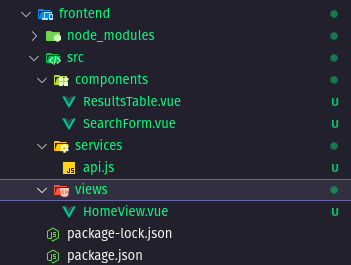 frontend
node_modules
src
components
ResultsTable.vue U
SearchForm.vue U
services
JS api.js U
views
HomeView.vue U
package-lock.json
package.json